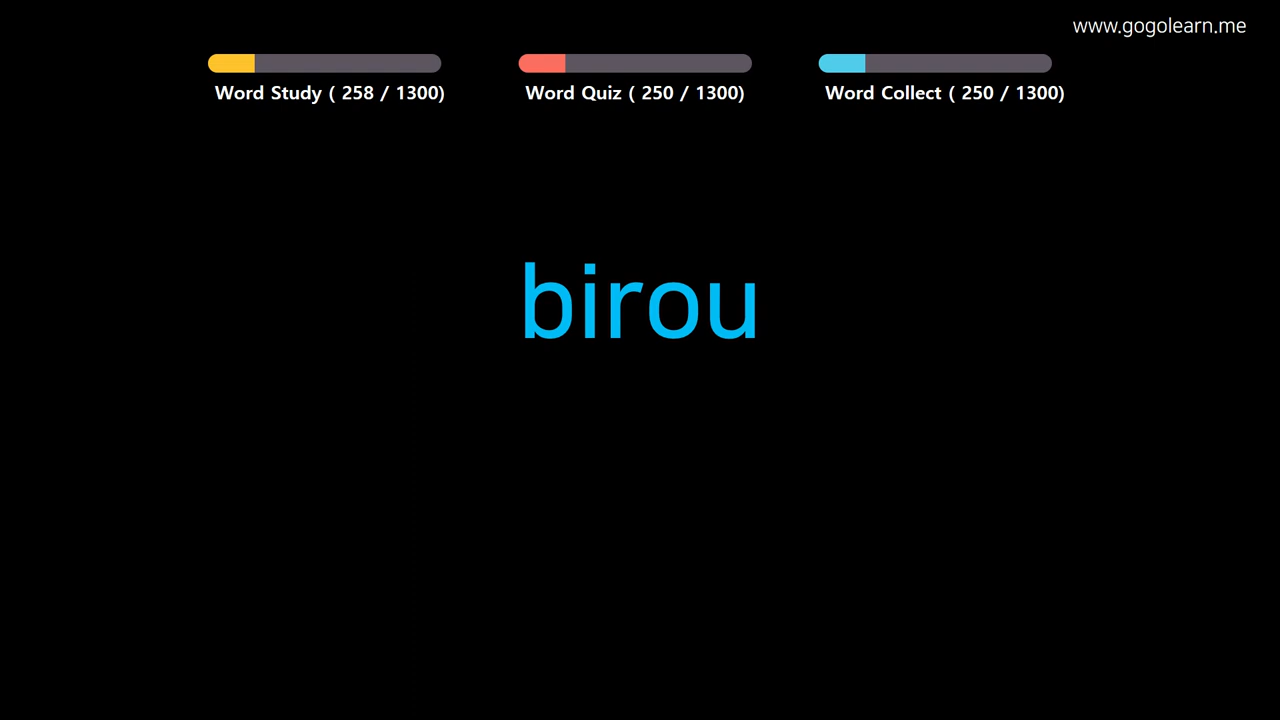 www.gogolearn.me
Word Study ( 258 / 1300)
Word Quiz ( 250 / 1300)
Word Collect ( 250 / 1300)
birou